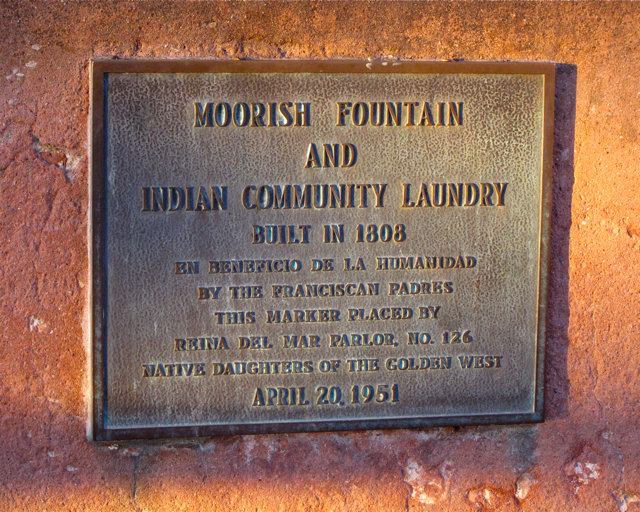 MOORISH FOUNTAIN
AND
INDIAN COMMUNITY LAUNDRY
BUILT IN 1808
EN BENEFICIO DE LA HUMANIDAD
BY THE FRANCISCAN PADRES
THIS MARKER PLACED BY
REINA DEL MAR PARLOR, NO. 126
NATIVE DAUGHTERS OF THE GOLDEN WEST
APRIL 20, 1951